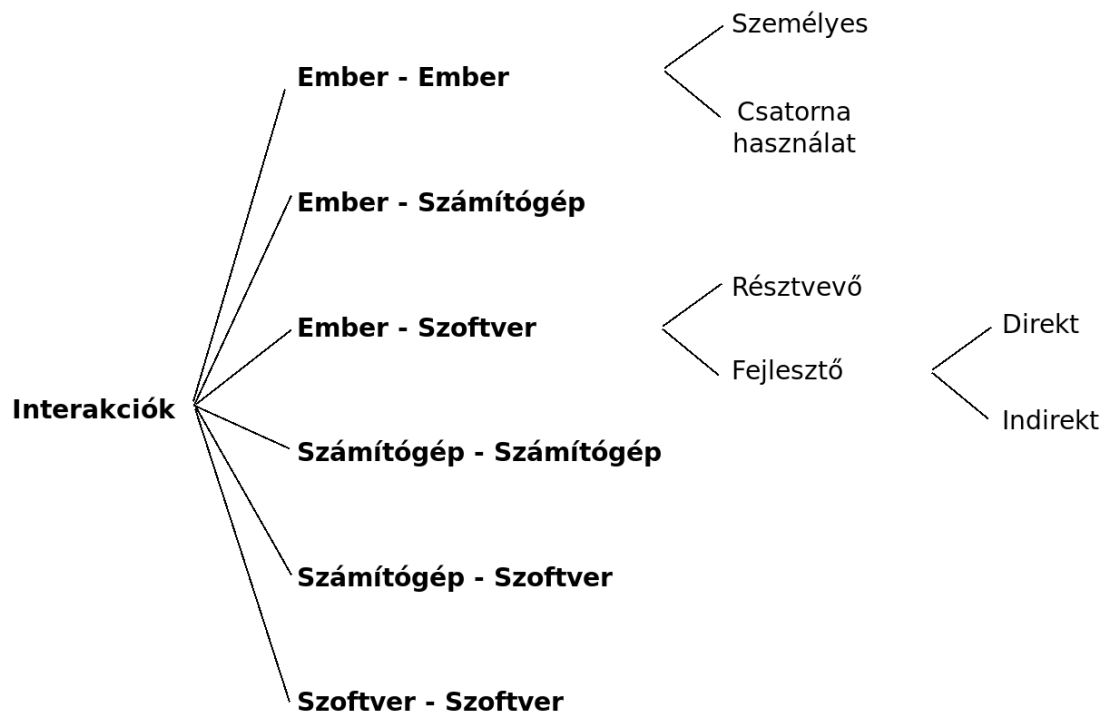 Személyes
Ember - Ember
Csatorna
használat
Ember - Számítógép
Résztvevő
Ember - Szoftver
Direkt
Fejlesztő
Interakciók
Indirekt
Számítógép - Számítógép
Számítógép - Szoftver
Szoftver - Szoftver